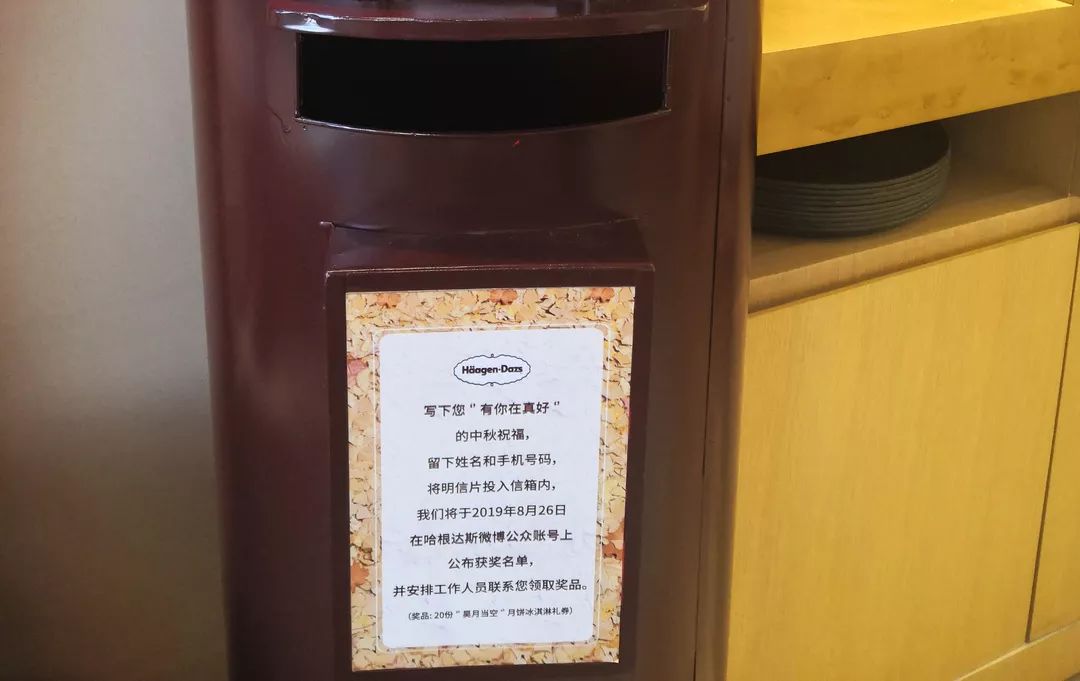 Häagen-Dazs
写下您“有你在真好“
的中秋祝福，
留下姓名和手机号码，
将明信片投入信箱内，
我们将于2019年8月26日
在哈根达斯微博公众账号上
公布获奖名单，
并安排工作人员联系您领取奖品。
（奖品: 20份“昊月当空“月饼冰淇淋礼券）